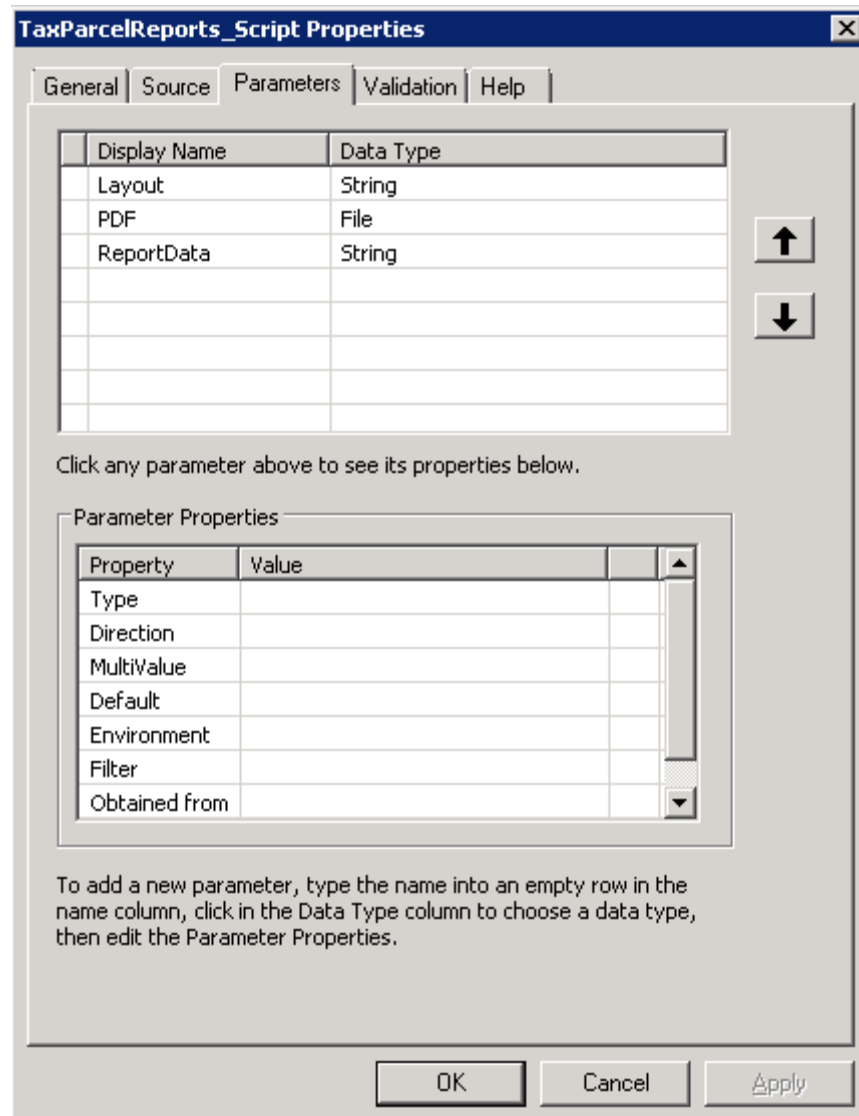 TaxParcelReports_Script Properties
General Source Parameters Validation Help
Display Name Data Type
Layout String
PDF File
ReportData String
Click any parameter above to see its properties below.
Parameter Properties
Property Value
Type
Direction
MultiValue
Default
Environment
Filter
Obtained from
To add a new parameter, type the name into an empty row in the
name column, click in the Data Type column to choose a data type,
then edit the Parameter Properties.
OK Cancel Apply